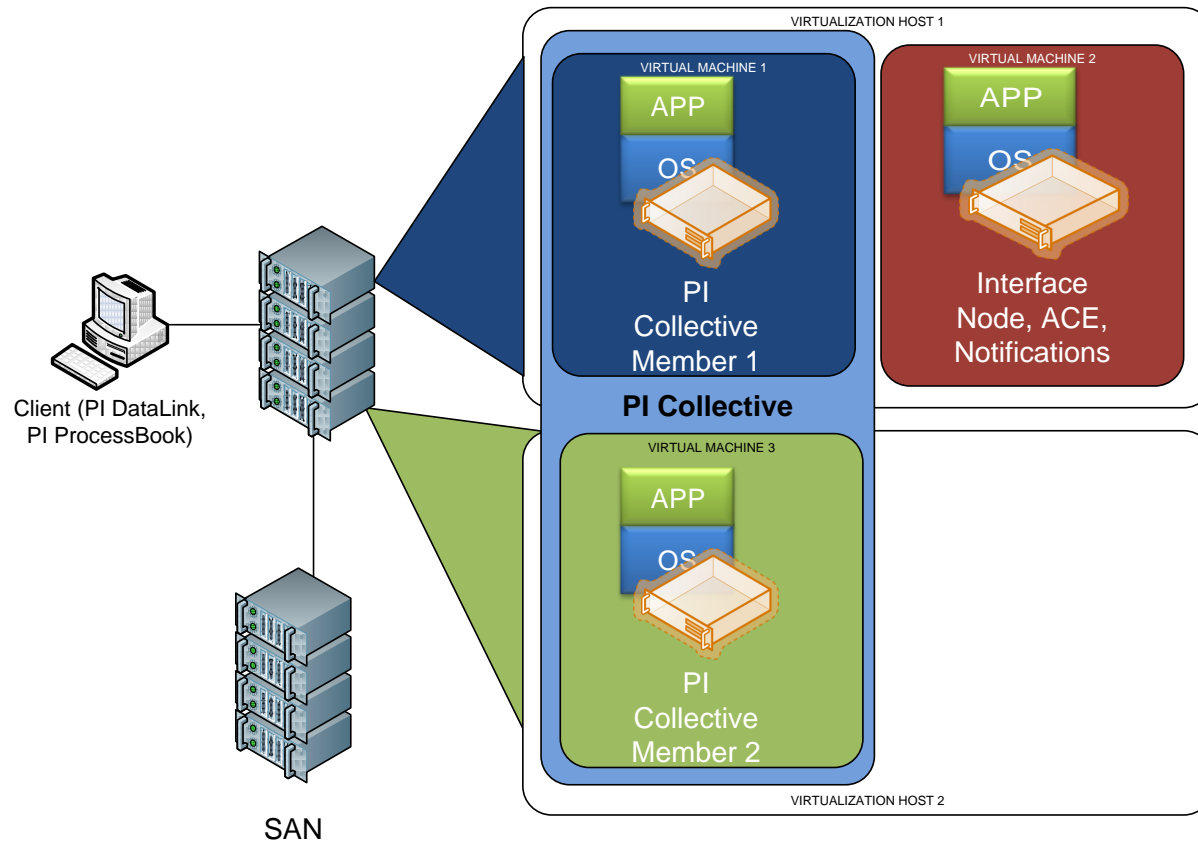 VIRTUALIZATION HOST 1
VIRTUAL MACHINE 1
APP
OS
PI
Collective
Member 1
VIRTUAL MACHINE 2
APP
OS
Interface
Node, ACE,
Notifications
Client (PI DataLink,
PI ProcessBook)
PI Collective
VIRTUAL MACHINE 3
APP
OS
PI
Collective
Member 2
VIRTUALIZATION HOST 2
SAN